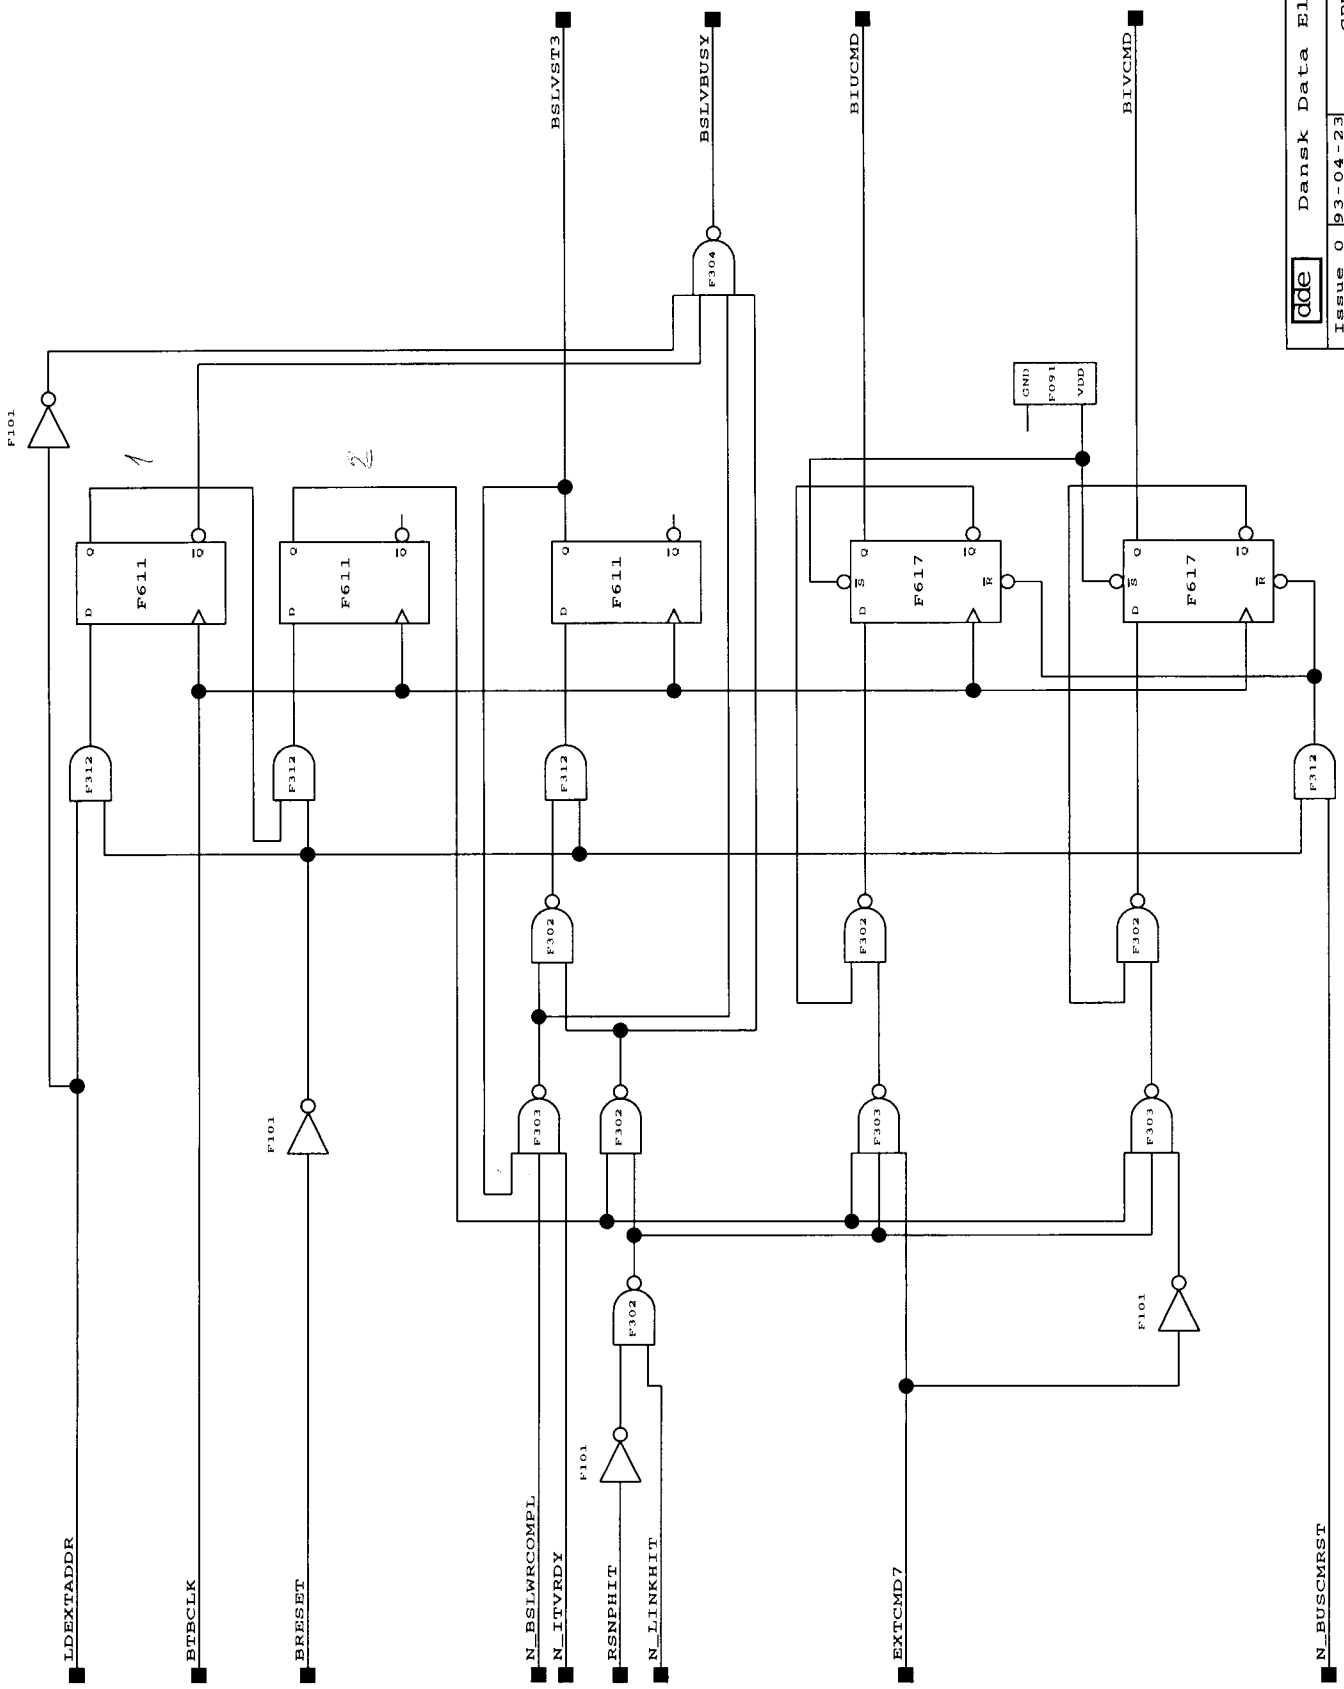 LDEXTADDR
BTBCLK
BRESET
N_BSLWRCOMPL
N_ITVRDY
RSNPHIT
N_LINKHIT
EXTCMD7
N_BUSCMRST
F101
F101
F101
F101
F302
F303
F302
F303
F303
F302
F302
F302
F312
F312
F312
F312
D Q
F611
Q
1
D Q
F611
Q
2
D Q
F611
Q
S
D Q
F617
Q
R
S
D Q
F617
Q
R
GND
F091
VDD
F304
BSLVST3
BSLVBUSY
BIUCMD
BIVCMD
dde Dansk Data
Issue 0 93-04-23